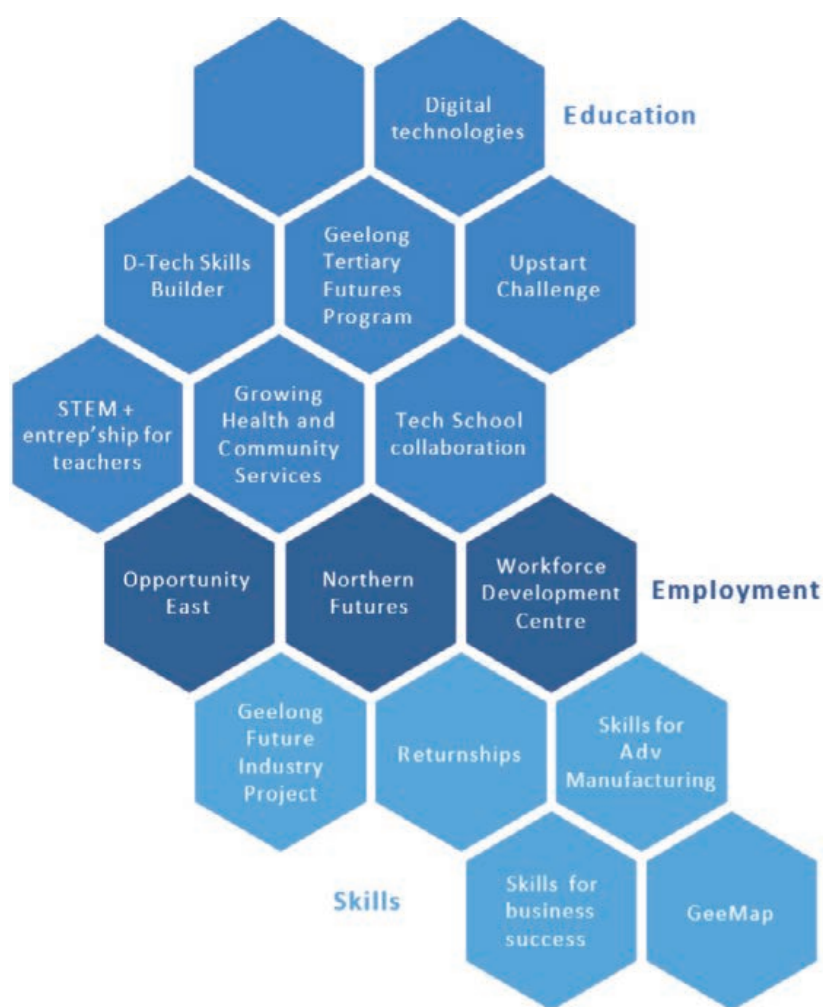 Digital
technologies
Education
D-Tech Skills
Builder
Geelong
Tertiary
Futures
Program
Upstart
Challenge
STEM +
entrep'ship for
teachers
Growing
Health and
Community
Services
Tech School
collaboration
Opportunity
East
Northern
Futures
Workforce
Development
Centre
Employment
Geelong
Future
Industry
Project
Returnships
Skills for
Adv
Manufacturing
Skills
Skills for
business
success
GeeMap